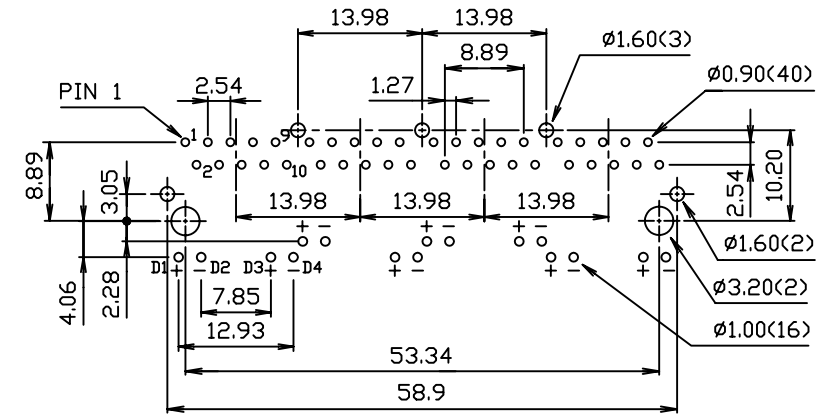 13.98 13.98
Ø1.60(3)
8.89
2.54
1.27
Ø0.90(40)
PIN 1
1 9
2 10
8.89
3.05
2.54
10.20
13.98 13.98 13.98
+ −
+ −
+ −
Ø1.60(2)
D1 D2 D3 D4
+ − + −
+ −
+ −
+ −
4.06
2.28
7.85
Ø3.20(2)
12.93
Ø1.00(16)
53.34
58.9